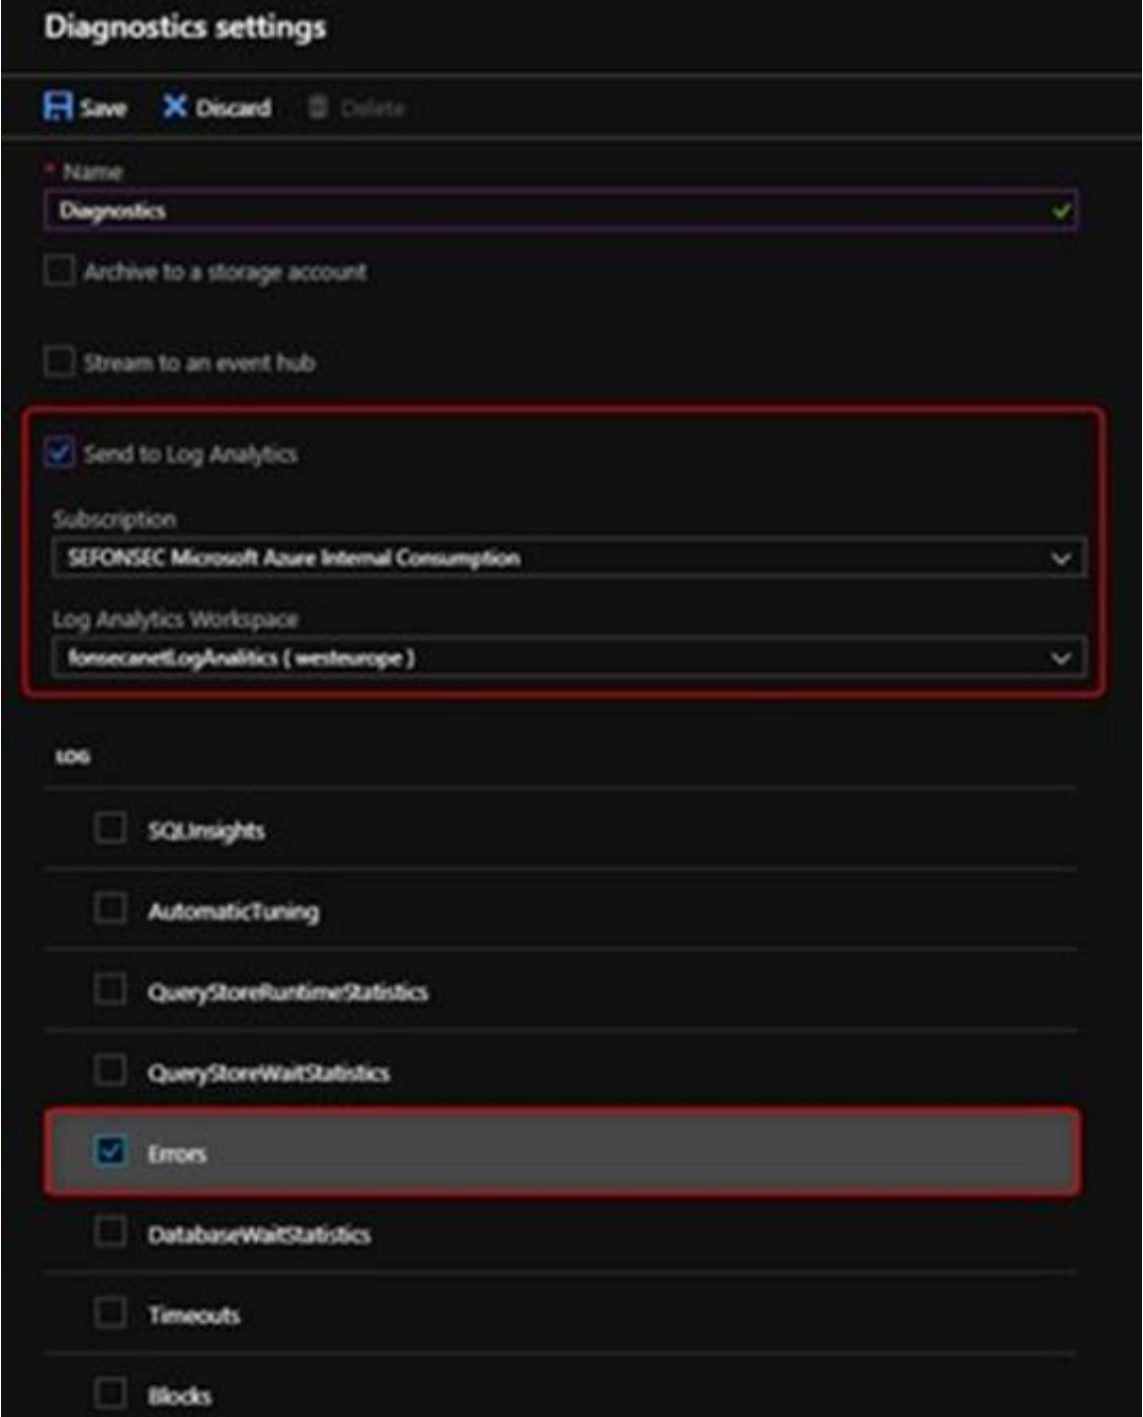 Diagnostics settings
Save Discard Delete
* Name
Diagnostics
Archive to a storage account
Stream to an event hub
Send to Log Analytics
Subscription
SEFONSEC Microsoft Azure Internal Consumption
Log Analytics Workspace
fonsecanetLogAnalitics ( westeurope )
LOG
SQLInsights
AutomaticTuning
QueryStoreRuntimeStatistics
QueryStoreWaitStatistics
Errors
DatabaseWaitStatistics
Timeouts
Blocks